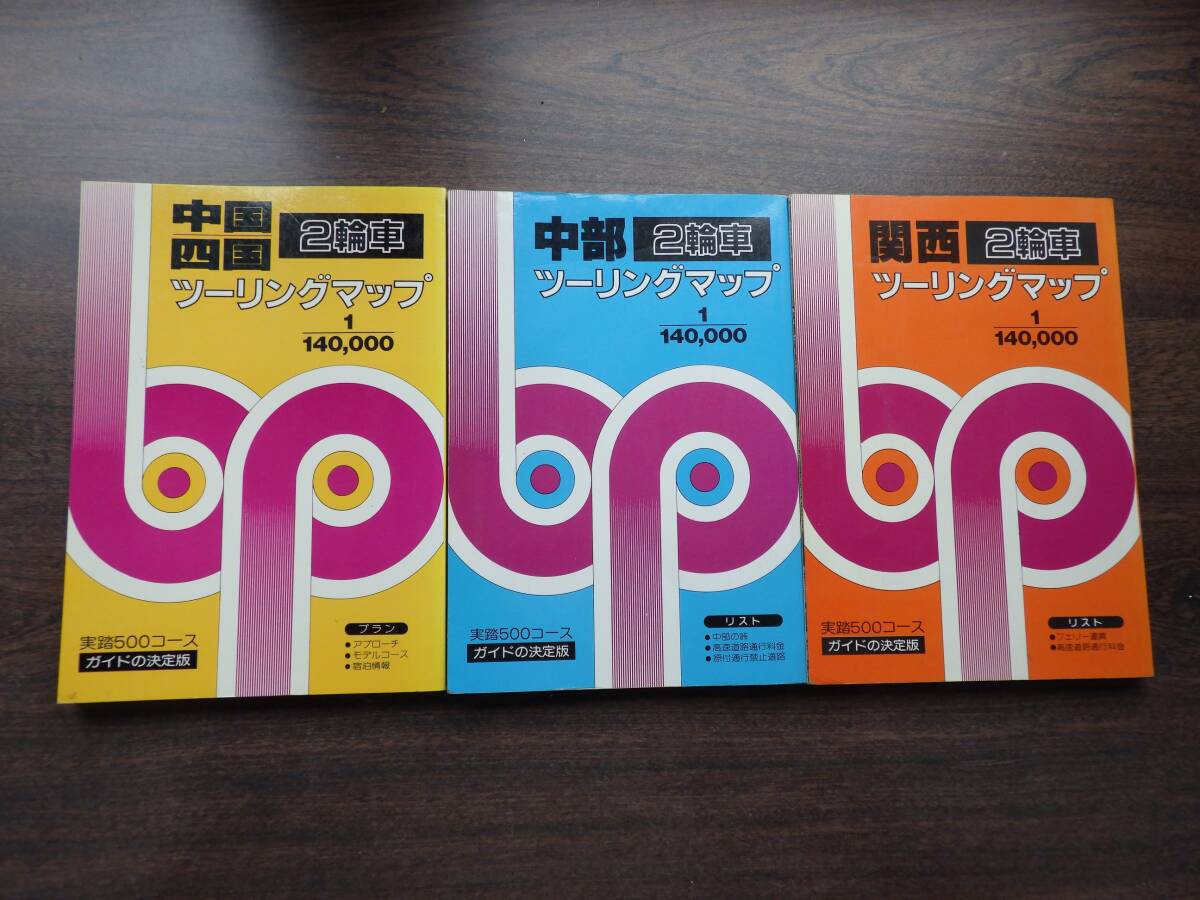 中国
四国
2輪車
ツーリングマップ
1
140,000
bp
実踏500コース
ガイドの決定版
プラン
●アプローチ
●モデルコース
●宿泊情報
中部
2輪車
ツーリングマップ
1
140,000
bp
実踏500コース
ガイドの決定版
リスト
●中部の峠
●高速道路通行料金
●原付通行禁止道路
関西
2輪車
ツーリングマップ
1
140,000
bp
実踏500コース
ガイドの決定版
リスト
●フェリー運賃
●高速道路通行料金